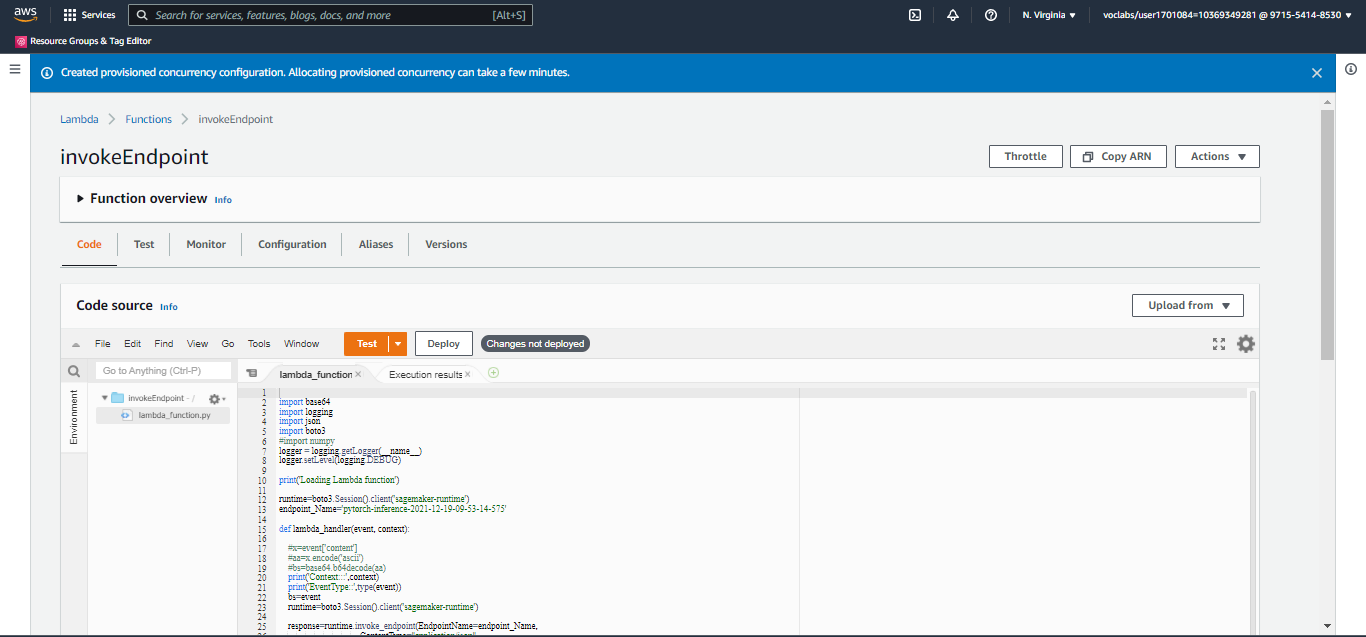 aws Services Search for services, features, blogs, docs, and more [Alt+S] N. Virginia voclabs/user1701084=10369349281 @ 9715-5414-8530
Resource Groups & Tag Editor
Created provisioned concurrency configuration. Allocating provisioned concurrency can take a few minutes.
Lambda > Functions > invokeEndpoint
invokeEndpoint Throttle Copy ARN Actions
Function overview Info
Code Test Monitor Configuration Aliases Versions
Code source Info Upload from
File Edit Find View Go Tools Window Test Deploy Changes not deployed
Go to Anything (Ctrl-P) lambda_function Execution results
Environment
invokeEndpoint - /
lambda_function.py
1
2 import base64
3 import logging
4 import json
5 import boto3
6 #import numpy
7 logger = logging.getLogger(__name__)
8 logger.setLevel(logging.DEBUG)
9
10 print('Loading Lambda function')
11
12 runtime=boto3.Session().client('sagemaker-runtime')
13 endpoint_Name='pytorch-inference-2021-12-19-09-53-14-575'
14
15 def lambda_handler(event, context):
16
17 #x=event['content']
18 #aa=x.encode('ascii')
19 #bs=base64.b64decode(aa)
20 print('Context:::',context)
21 print('EventType::',type(event))
22 bs=event
23 runtime=boto3.Session().client('sagemaker-runtime')
24
25 response=runtime.invoke_endpoint(EndpointName=endpoint_Name,